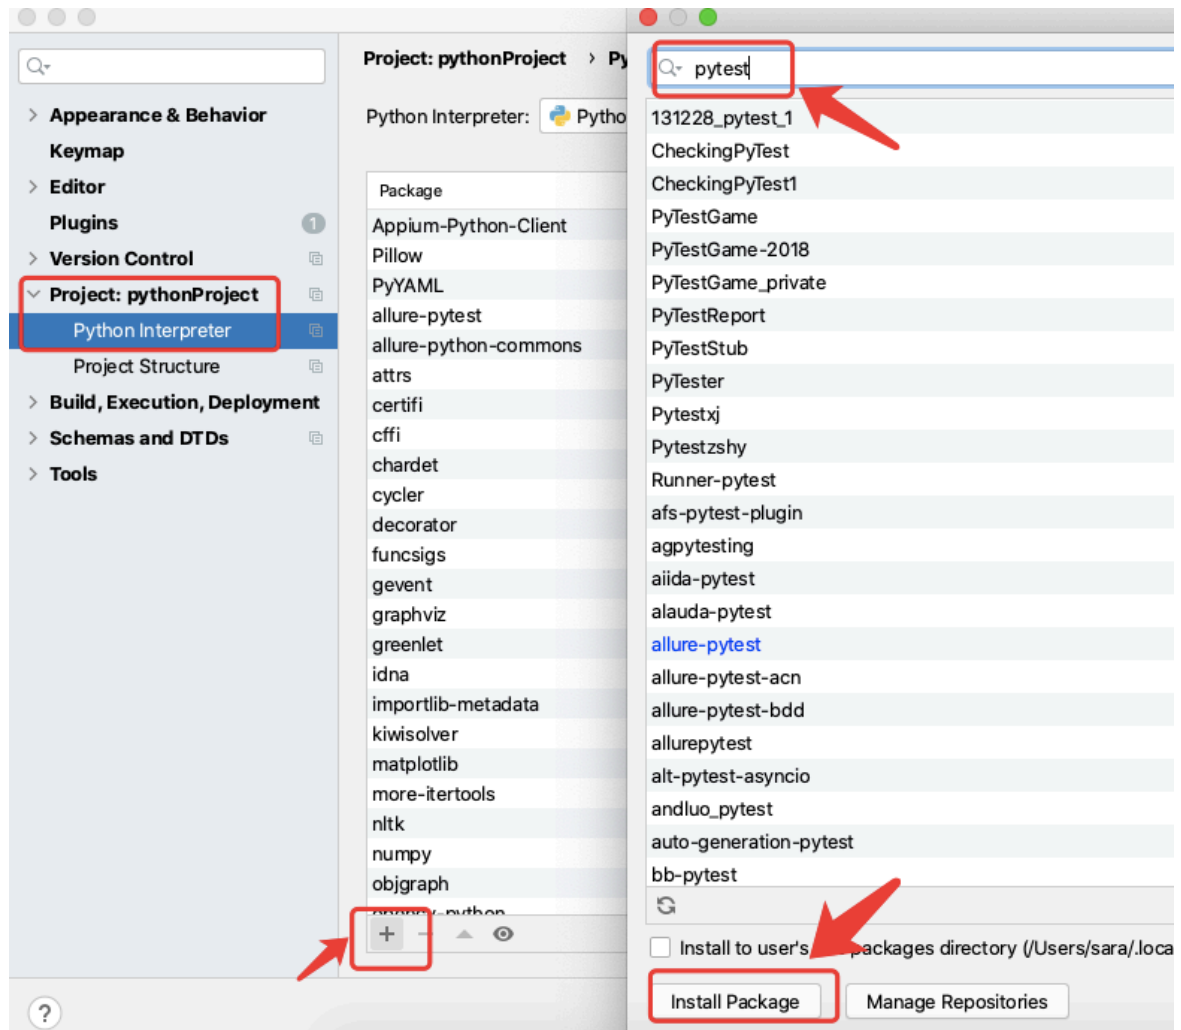 Appearance & Behavior
Keymap
Editor
Plugins 1
Version Control
Project: pythonProject
Python Interpreter
Project Structure
Build, Execution, Deployment
Schemas and DTDs
Tools
?
Project: pythonProject › Py
Python Interpreter: Pytho
Package
Appium-Python-Client
Pillow
PyYAML
allure-pytest
allure-python-commons
attrs
certifi
cffi
chardet
cycler
decorator
funcsigs
gevent
graphviz
greenlet
idna
importlib-metadata
kiwisolver
matplotlib
more-itertools
nltk
numpy
objgraph
opencv-python
pytest
131228_pytest_1
CheckingPyTest
CheckingPyTest1
PyTestGame
PyTestGame-2018
PyTestGame_private
PyTestReport
PyTestStub
PyTester
Pytestxj
Pytestzshy
Runner-pytest
afs-pytest-plugin
agpytesting
aiida-pytest
alauda-pytest
allure-pytest
allure-pytest-acn
allure-pytest-bdd
allurepytest
alt-pytest-asyncio
andluo_pytest
auto-generation-pytest
bb-pytest
Install to user's packages directory (/Users/sara/.loca
Install Package
Manage Repositories